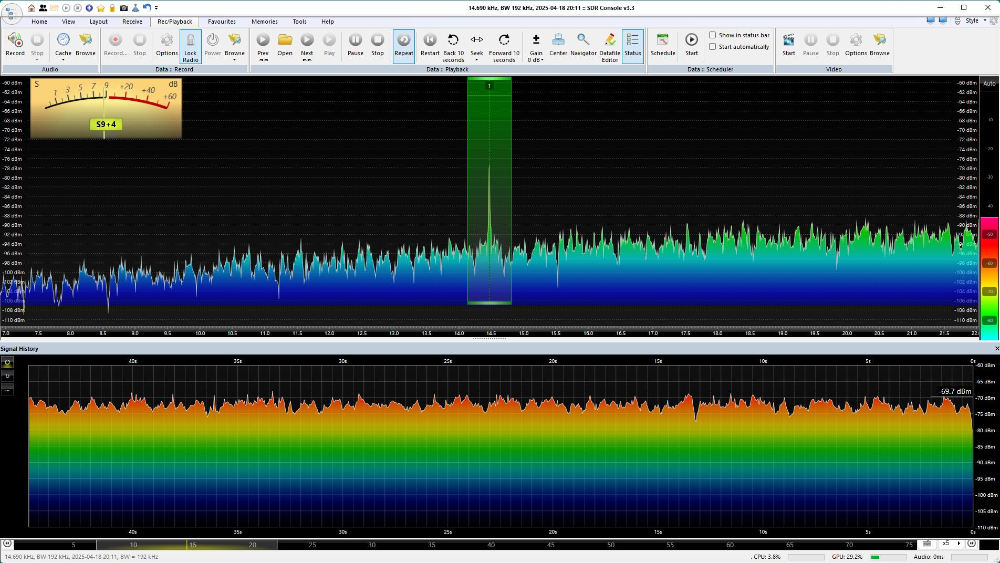 14.690 kHz, BW 192 kHz, 2025-04-18 20:11 :: SDR Console v3.3
Home View Layout Receive Rec/Playback Favourites Memories Tools Help Style
Record Stop Cache Browse Record... Stop Options Lock Radio Power Browse Prev Open Next Play Pause Stop Repeat Restart Back 10 seconds Seek Forward 10 seconds Gain 0 dB Center Navigator Datafile Editor Status Schedule Start Start Pause Stop Options Browse
Show in status bar
Start automatically
Audio Data :: Record Data :: Playback Data :: Scheduler Video
S 1 3 5 7 9 +20 +40 +60 dB
S9+4
1
Auto
-60 dBm -60 dBm
-62 dBm -62 dBm
-64 dBm -64 dBm
-66 dBm -66 dBm
-68 dBm -68 dBm
-70 dBm -70 dBm
-72 dBm -72 dBm
-74 dBm -74 dBm
-76 dBm -76 dBm
-78 dBm -78 dBm
-80 dBm -80 dBm
-82 dBm -82 dBm
-84 dBm -84 dBm
-86 dBm -86 dBm
-88 dBm -88 dBm
-90 dBm -90 dBm
-92 dBm -92 dBm
-94 dBm -94 dBm
-96 dBm -96 dBm
-98 dBm -98 dBm
-100 dBm -100 dBm
-102 dBm -102 dBm
-104 dBm -104 dBm
-106 dBm -106 dBm
-108 dBm -108 dBm
-110 dBm -110 dBm
-10
-20
-30
-40
-50
-60
-70
-80
7.0 7.5 8.0 8.5 9.0 9.5 10.0 10.5 11.0 11.5 12.0 12.5 13.0 13.5 14.0 14.5 15.0 15.5 16.0 16.5 17.0 17.5 18.0 18.5 19.0 19.5 20.0 20.5 21.0 21.5 22.0
Signal History
40s 35s 30s 25s 20s 15s 10s 5s 0s
-60 dBm
-65 dBm
-69.7 dBm
-70 dBm
-75 dBm
-80 dBm
-85 dBm
-90 dBm
-95 dBm
-100 dBm
-105 dBm
-110 dBm
40s 35s 30s 25s 20s 15s 10s 5s 0s
5 10 15 20 25 30 35 40 45 50 55 60 65 70 75 x5
14.690 kHz, BW 192 kHz, 2025-04-18 20:11, BW = 192 kHz . CPU: 3.8% GPU: 29.2% Audio: 0ms